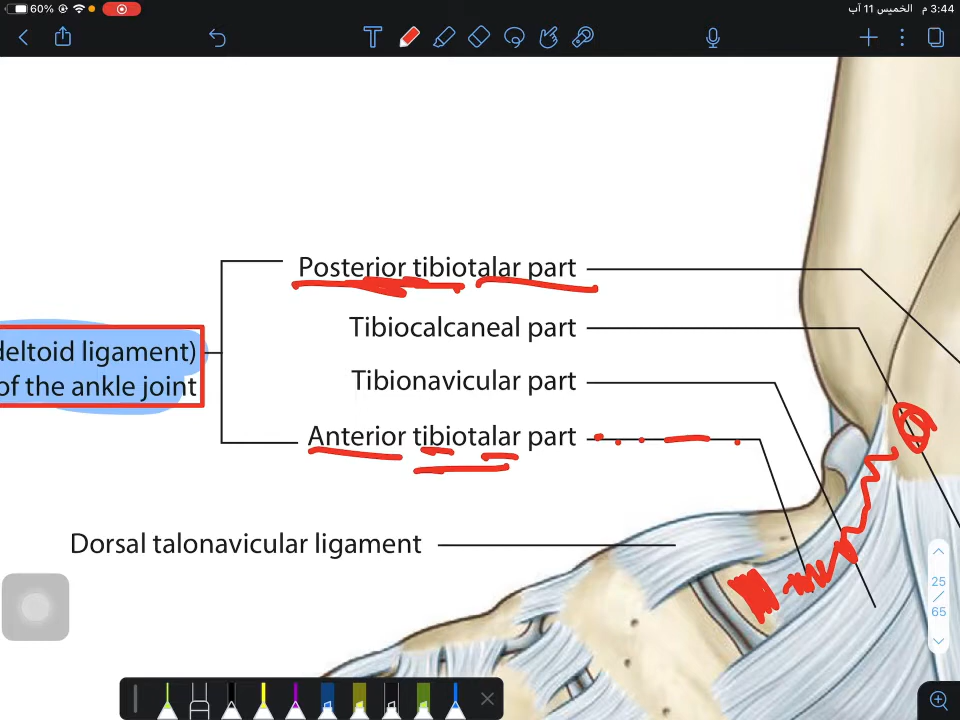 60%
3:44 م الخميس 11 آب
T
Posterior tibiotalar part
Tibiocalcaneal part
deltoid ligament)
of the ankle joint
Tibionavicular part
Anterior tibiotalar part
Dorsal talonavicular ligament
25
/
65